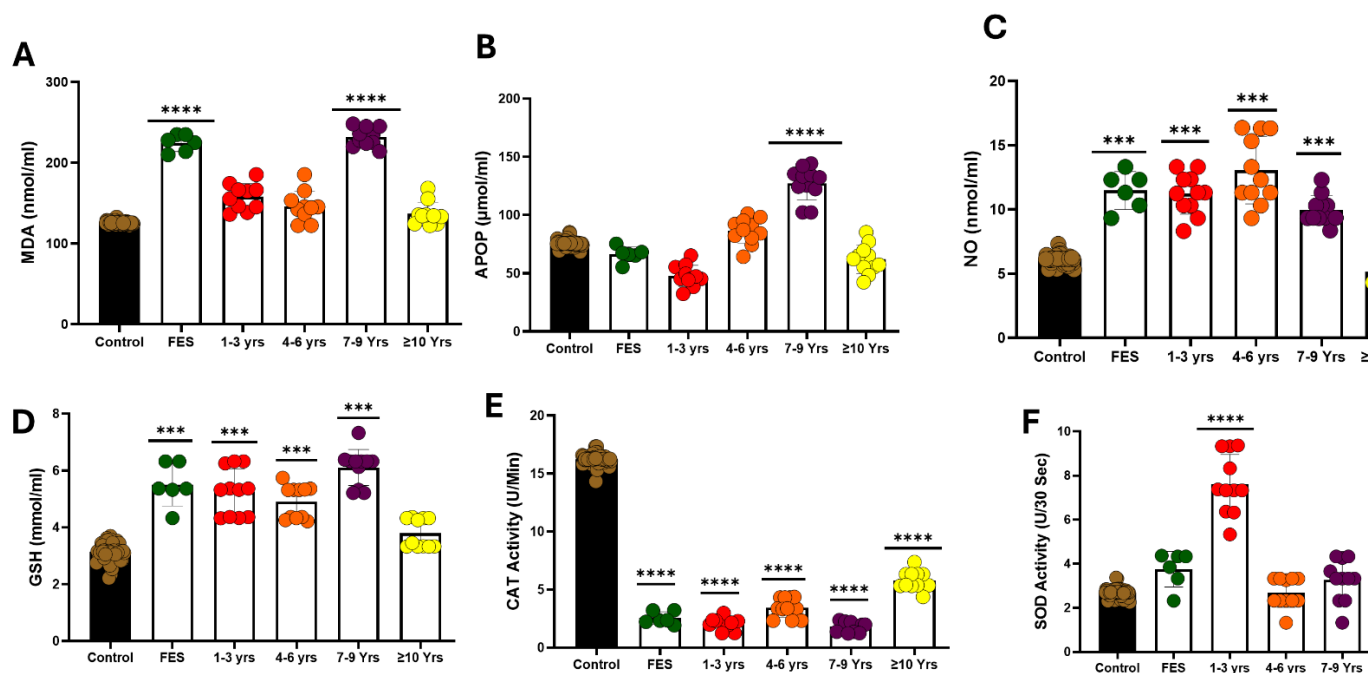 A
MDA (nmol/ml)
300
200
100
0
****
****
Control FES 1-3 yrs 4-6 yrs 7-9 Yrs ≥10 Yrs
B
APOP (µmol/ml)
200
150
100
50
0
****
Control FES 1-3 yrs 4-6 yrs 7-9 Yrs ≥10 Yrs
C
NO (nmol/ml)
20
15
10
5
0
***
***
***
***
Control FES 1-3 yrs 4-6 yrs 7-9 Yrs ≥
D
GSH (mmol/ml)
8
6
4
2
0
***
***
***
***
Control FES 1-3 yrs 4-6 yrs 7-9 Yrs ≥10 Yrs
E
CAT Activity (U/Min)
20
15
10
5
0
****
****
****
****
****
Control FES 1-3 yrs 4-6 yrs 7-9 Yrs ≥10 Yrs
F
SOD Activity (U/30 Sec)
10
8
6
4
2
0
****
Control FES 1-3 yrs 4-6 yrs 7-9 Yrs